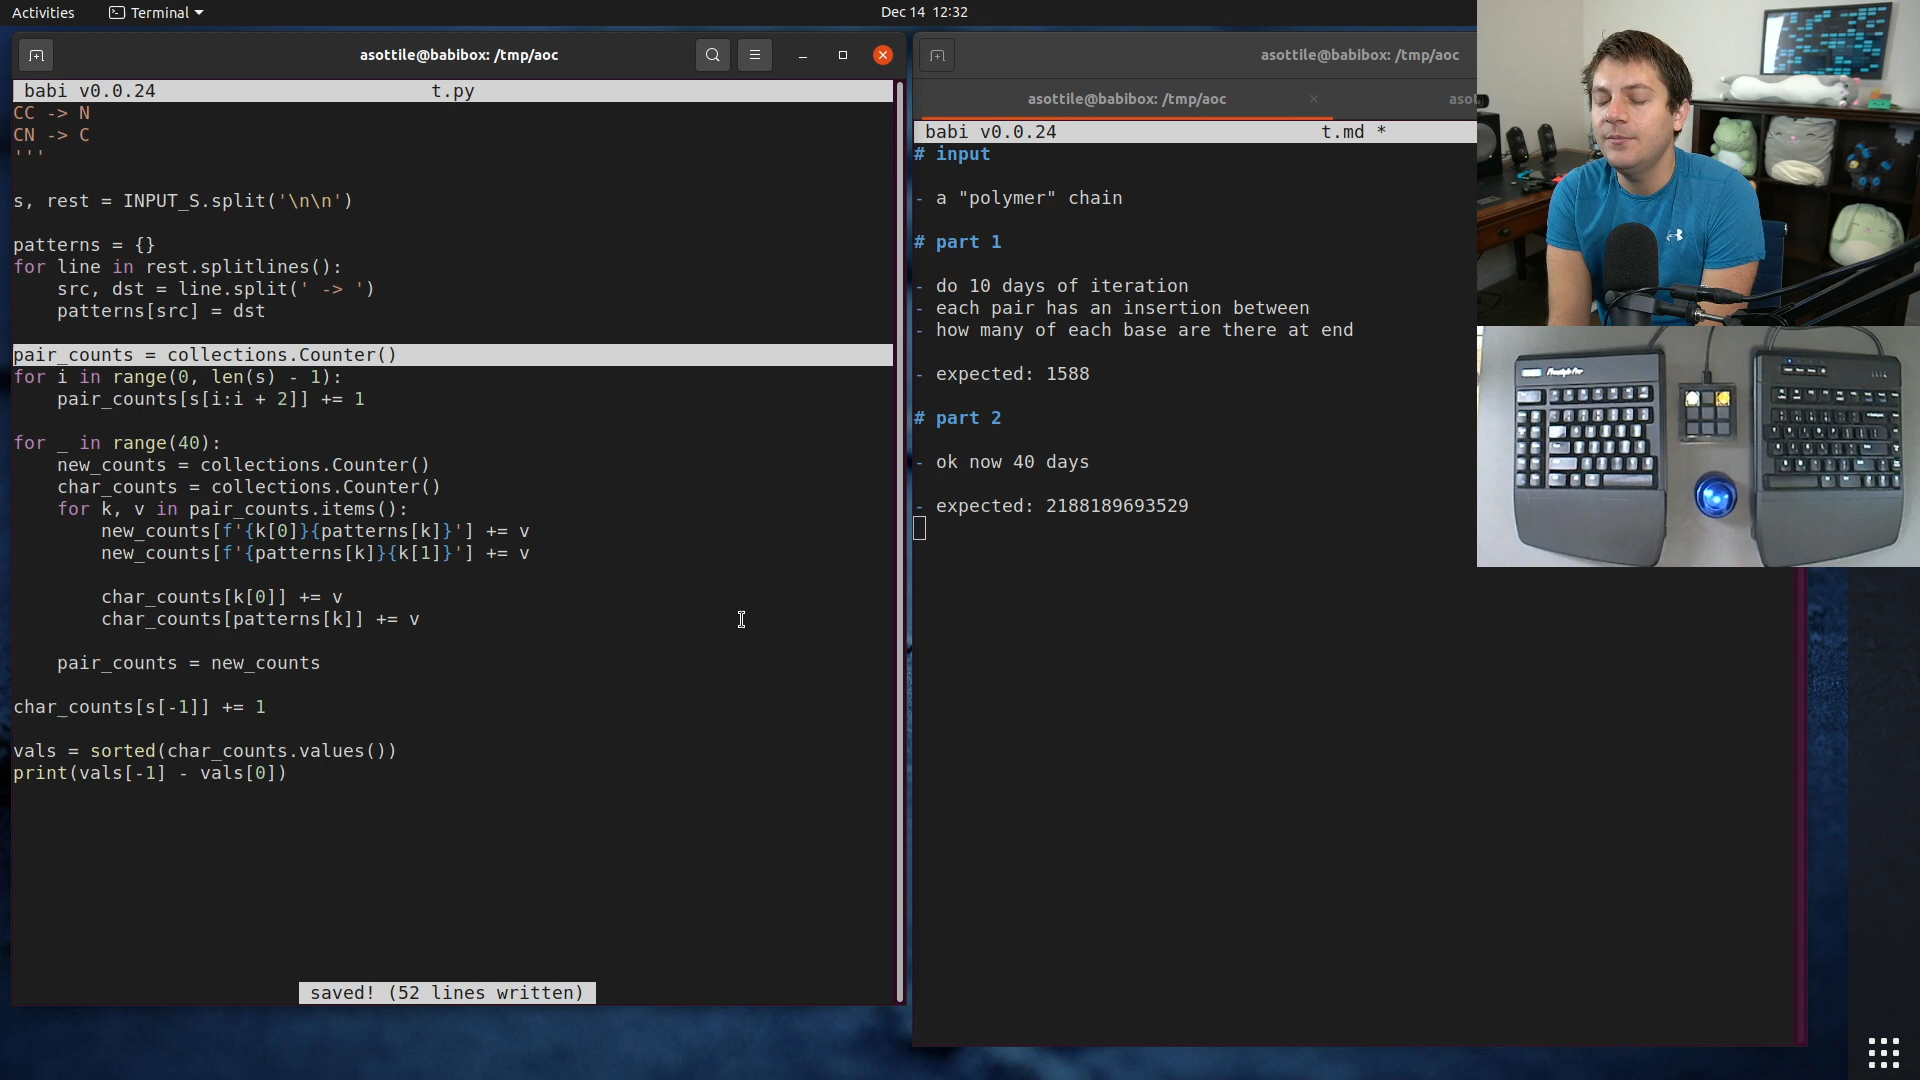 Activities
Terminal
Dec 14 12:32
asottile@babibox: /tmp/aoc
babi v0.0.24
t.py
CC -> N
CN -> C
'''
s, rest = INPUT_S.split('\n\n')
patterns = {}
for line in rest.splitlines():
    src, dst = line.split(' -> ')
    patterns[src] = dst
pair_counts = collections.Counter()
for i in range(0, len(s) - 1):
    pair_counts[s[i:i + 2]] += 1
for _ in range(40):
    new_counts = collections.Counter()
    char_counts = collections.Counter()
    for k, v in pair_counts.items():
        new_counts[f'{k[0]}{patterns[k]}'] += v
        new_counts[f'{patterns[k]}{k[1]}'] += v
        char_counts[k[0]] += v
        char_counts[patterns[k]] += v
    pair_counts = new_counts
char_counts[s[-1]] += 1
vals = sorted(char_counts.values())
print(vals[-1] - vals[0])
saved! (52 lines written)
asottile@babibox: /tmp/aoc
asottile@babibox: /tmp/aoc
babi v0.0.24
t.md *
# input
- a "polymer" chain
# part 1
- do 10 days of iteration
- each pair has an insertion between
- how many of each base are there at end
- expected: 1588
# part 2
- ok now 40 days
- expected: 2188189693529